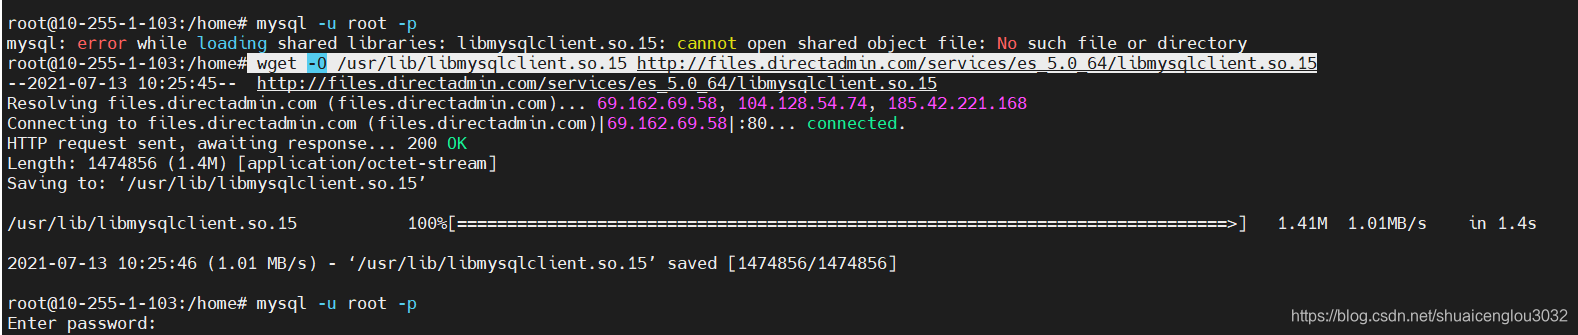 root@10-255-1-103:/home# mysql -u root -p
mysql: error while loading shared libraries: libmysqlclient.so.15: cannot open shared object file: No such file or directory
root@10-255-1-103:/home# wget -O /usr/lib/libmysqlclient.so.15 http://files.directadmin.com/services/es_5.0_64/libmysqlclient.so.15
--2021-07-13 10:25:45--  http://files.directadmin.com/services/es_5.0_64/libmysqlclient.so.15
Resolving files.directadmin.com (files.directadmin.com)... 69.162.69.58, 104.128.54.74, 185.42.221.168
Connecting to files.directadmin.com (files.directadmin.com)|69.162.69.58|:80... connected.
HTTP request sent, awaiting response... 200 OK
Length: 1474856 (1.4M) [application/octet-stream]
Saving to: ‘/usr/lib/libmysqlclient.so.15’
/usr/lib/libmysqlclient.so.15 100%[=============================================================================>] 1.41M 1.01MB/s in 1.4s
2021-07-13 10:25:46 (1.01 MB/s) - ‘/usr/lib/libmysqlclient.so.15’ saved [1474856/1474856]
root@10-255-1-103:/home# mysql -u root -p
Enter password:
https://blog.csdn.net/shuaicenglou3032